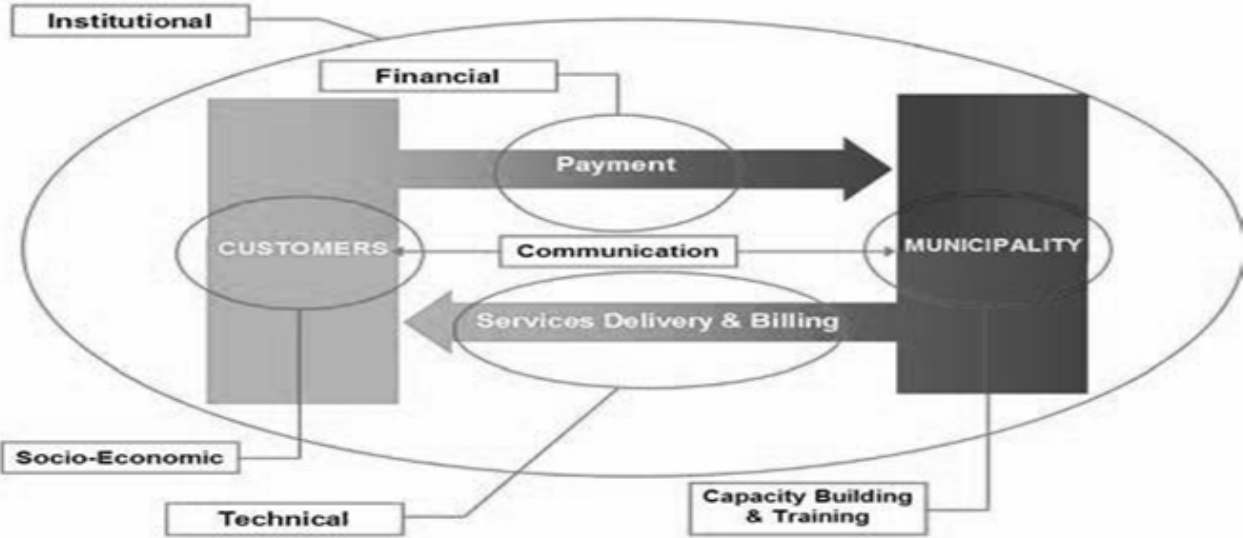 Institutional
Financial
Payment
CUSTOMERS
Communication
MUNICIPALITY
Services Delivery & Billing
Socio-Economic
Technical
Capacity Building
& Training